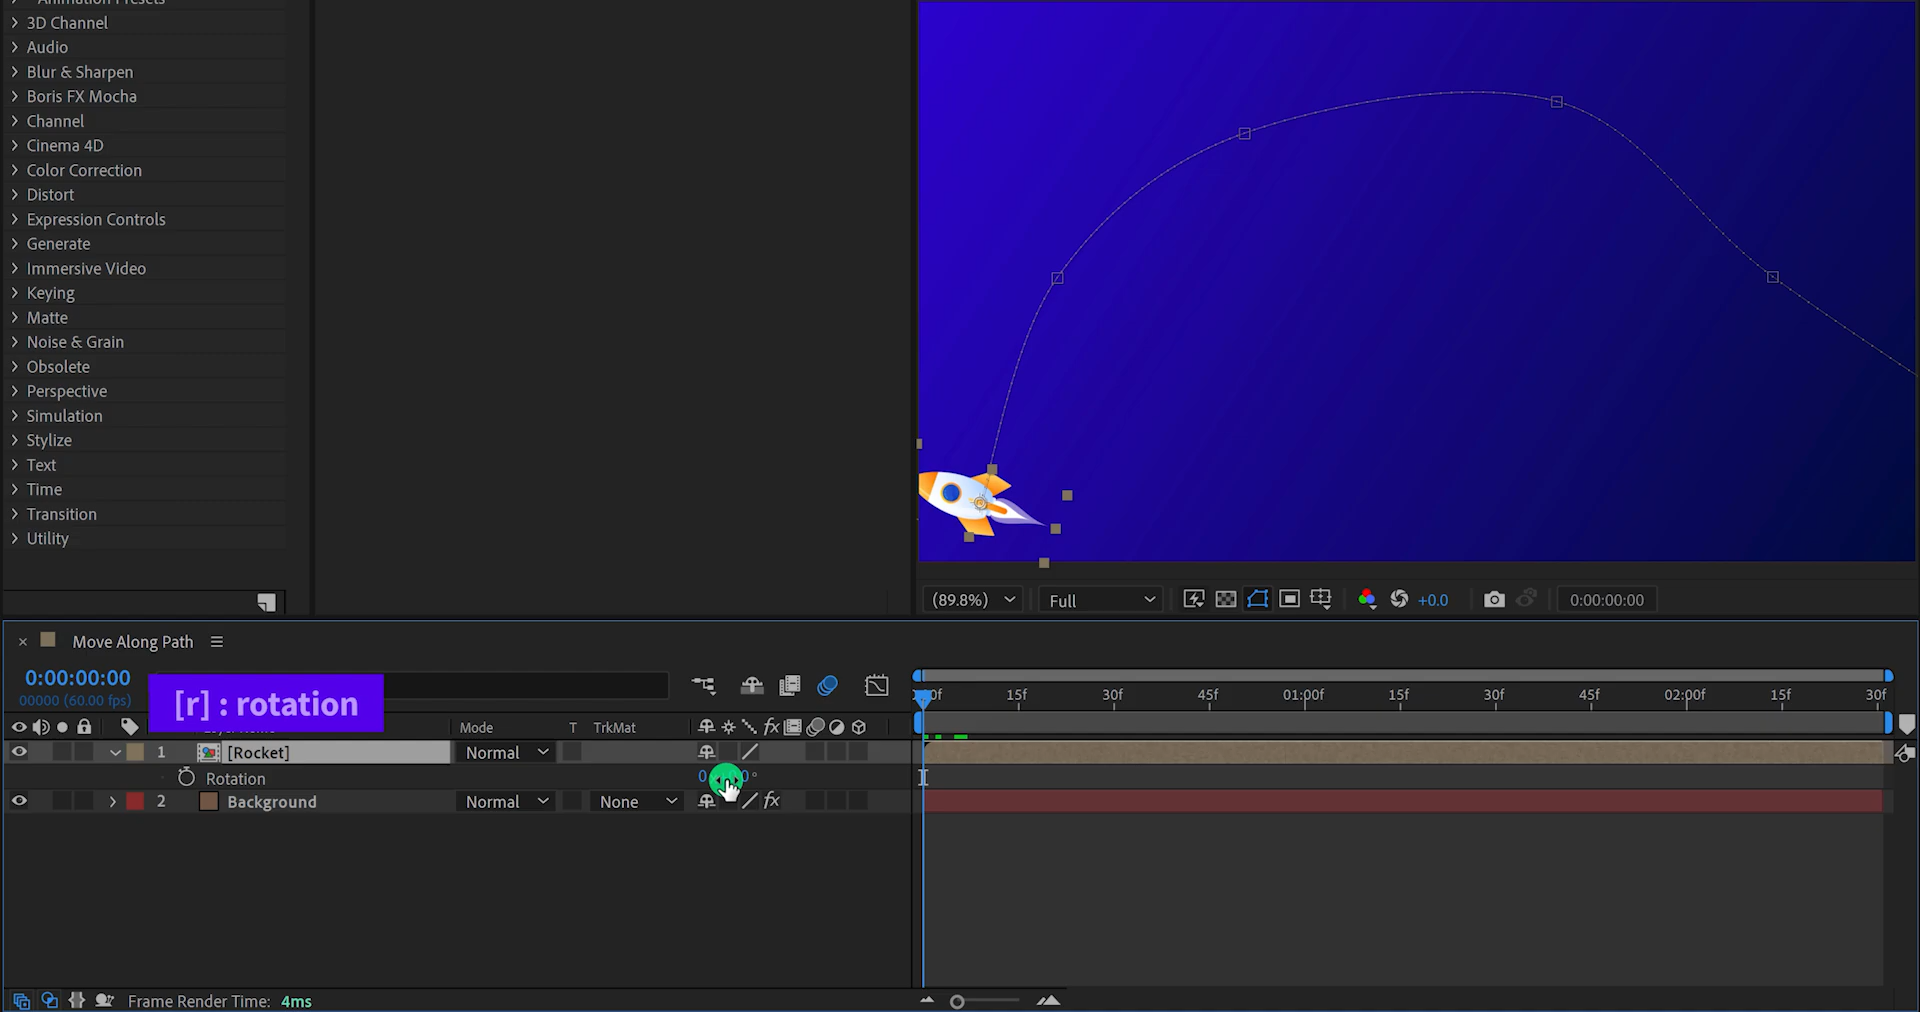 Animation Presets
3D Channel
Audio
Blur & Sharpen
Boris FX Mocha
Channel
Cinema 4D
Color Correction
Distort
Expression Controls
Generate
Immersive Video
Keying
Matte
Noise & Grain
Obsolete
Perspective
Simulation
Stylize
Text
Time
Transition
Utility
(89.8%)
Full
+0.0
0:00:00:00
Move Along Path
0:00:00:00
00000 (60.00 fps)
[r] : rotation
15f
30f
45f
01:00f
15f
30f
45f
02:00f
15f
30f
Mode
T
TrkMat
fx
1
[Rocket]
Normal
Rotation
2
Background
Normal
None
fx
Frame Render Time: 4ms